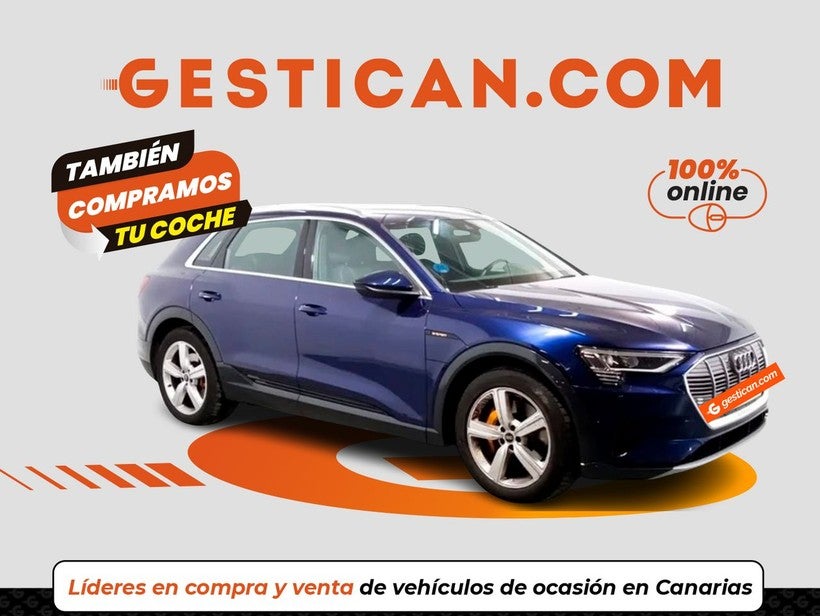 GESTICAN.COM
TAMBIÉN
COMPRAMOS
TU COCHE
100%
online
gestican.com
Líderes en compra y venta de vehículos de ocasión en Canarias